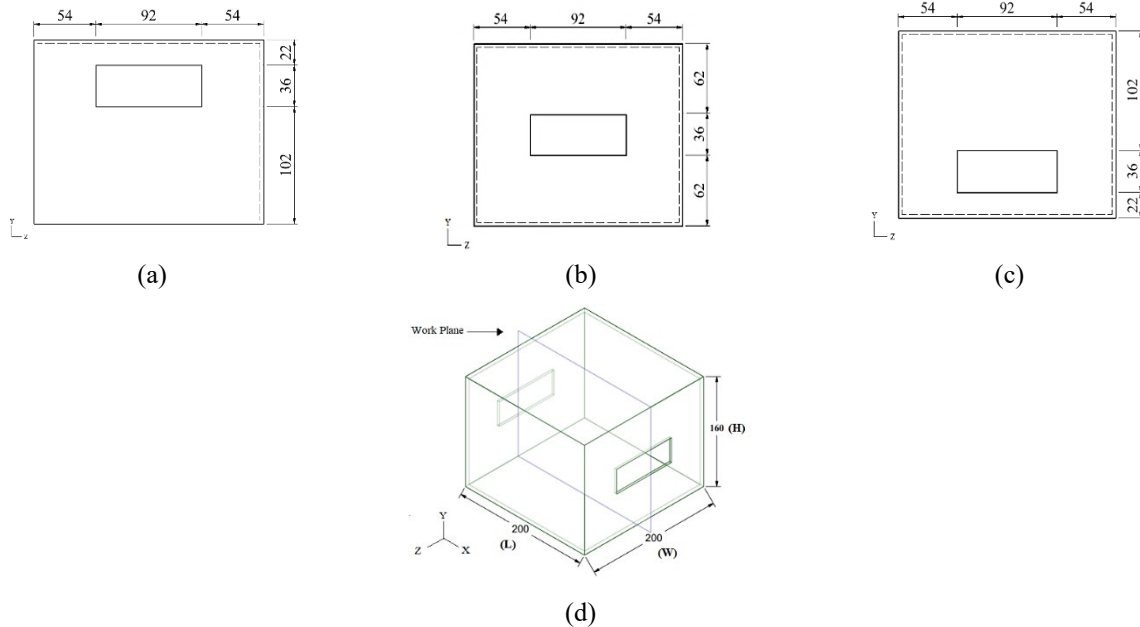 54 92 54
22
36
102
Y
Z
(a)
54 92 54
62
36
62
Y
Z
(b)
54 92 54
102
36
22
Y
Z
(c)
Work Plane
160 (H)
200
(L)
200
(W)
Y
Z X
(d)